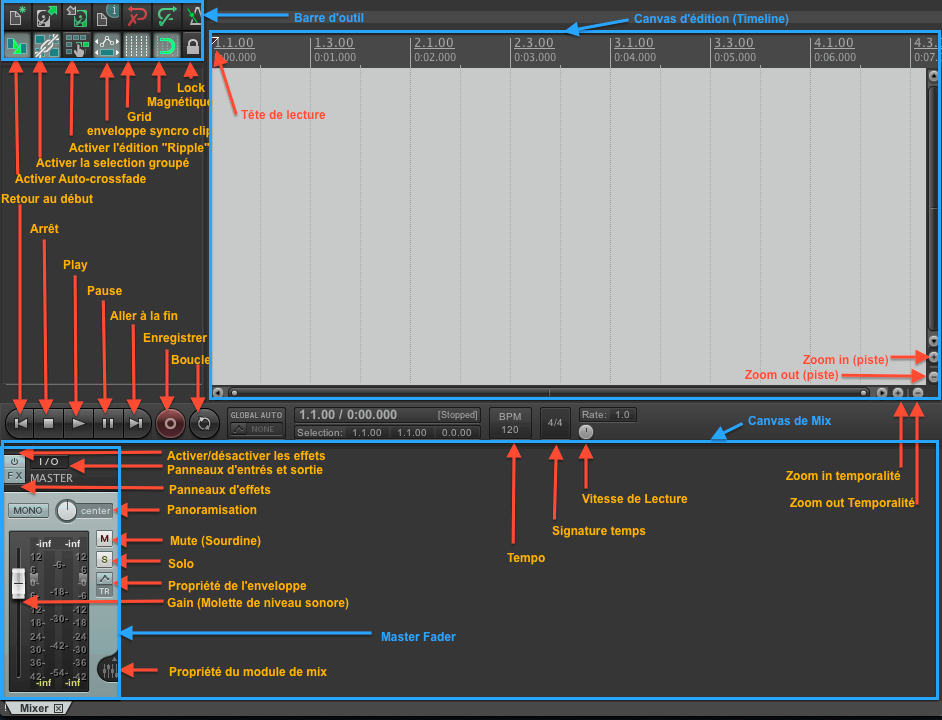 Barre d'outil
Canvas d'édition (Timeline)
1.1.00
1.3.00
2.1.00
2.3.00
3.1.00
3.3.00
4.1.00
4.3.
0:00.000
0:01.000
0:02.000
0:03.000
0:04.000
0:05.000
0:06.000
0:07.
Lock
Magnétique
Tête de lecture
Grid
enveloppe syncro clip
Activer l'édition "Ripple"
Activer la selection groupé
Activer Auto-crossfade
Retour au début
Arrêt
Play
Pause
Aller à la fin
Enregistrer
Boucle
Zoom in (piste)
Zoom out (piste)
GLOBAL AUTO
NONE
1.1.00 / 0:00.000
[Stopped]
Selection:
1.1.00
1.1.00
0.0.00
BPM
120
4/4
Rate:
1.0
Canvas de Mix
Activer/désactiver les effets
I/O
Panneaux d'entrés et sortie
FX
MASTER
Panneaux d'effets
Zoom in temporalité
Zoom out Temporalité
Vitesse de Lecture
Signature temps
Tempo
MONO
center
Panoramisation
M
Mute (Sourdine)
S
Solo
Propriété de l'enveloppe
TR
Gain (Molette de niveau sonore)
-inf -inf
12 12
6- -6- -6
0- -0
6- -18- -6
12- -12
18- -30- -18
24- -24
30- -42- -30
36- -36
42- -54- -42
-inf -inf
Master Fader
Propriété du module de mix
Mixer